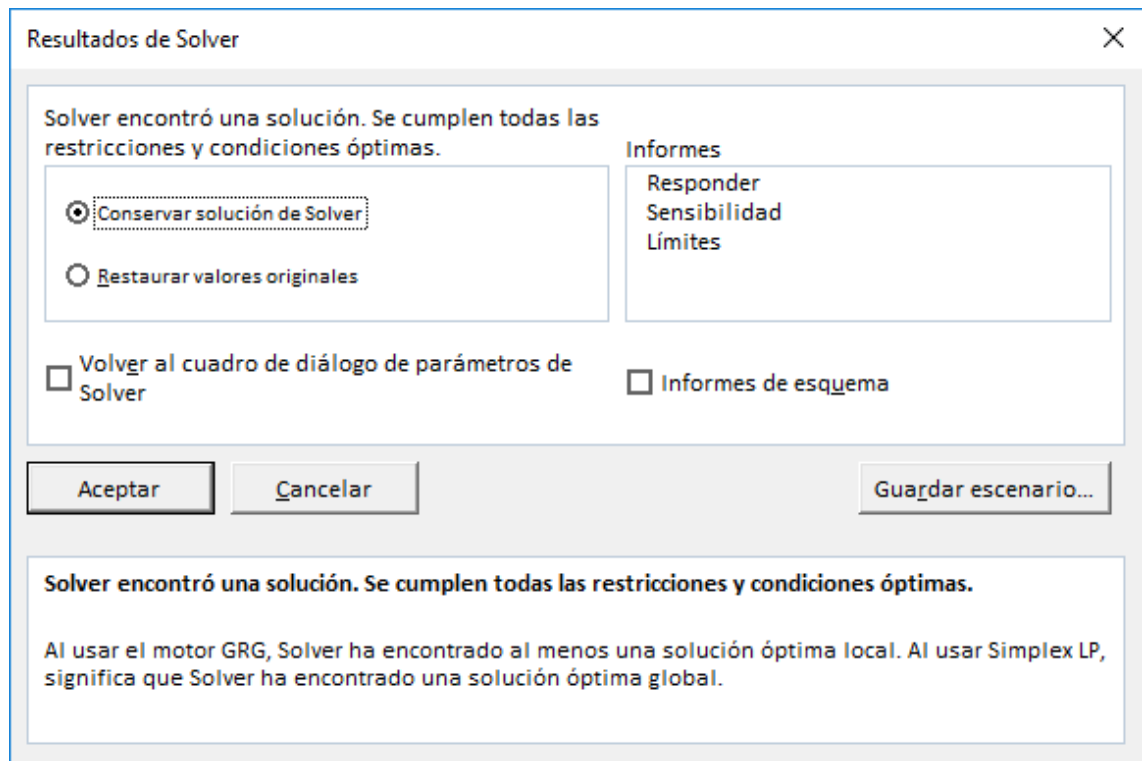 Resultados de Solver
Solver encontró una solución. Se cumplen todas las
restricciones y condiciones óptimas.
Conservar solución de Solver
Restaurar valores originales
Informes
Responder
Sensibilidad
Límites
Volver al cuadro de diálogo de parámetros de
Solver
Informes de esquema
Aceptar
Cancelar
Guardar escenario...
Solver encontró una solución. Se cumplen todas las restricciones y condiciones óptimas.
Al usar el motor GRG, Solver ha encontrado al menos una solución óptima local. Al usar Simplex LP,
significa que Solver ha encontrado una solución óptima global.